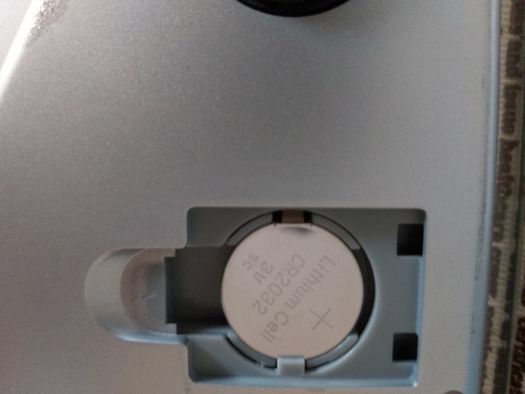 +
Lithium Cell
CR2032
3V
SC